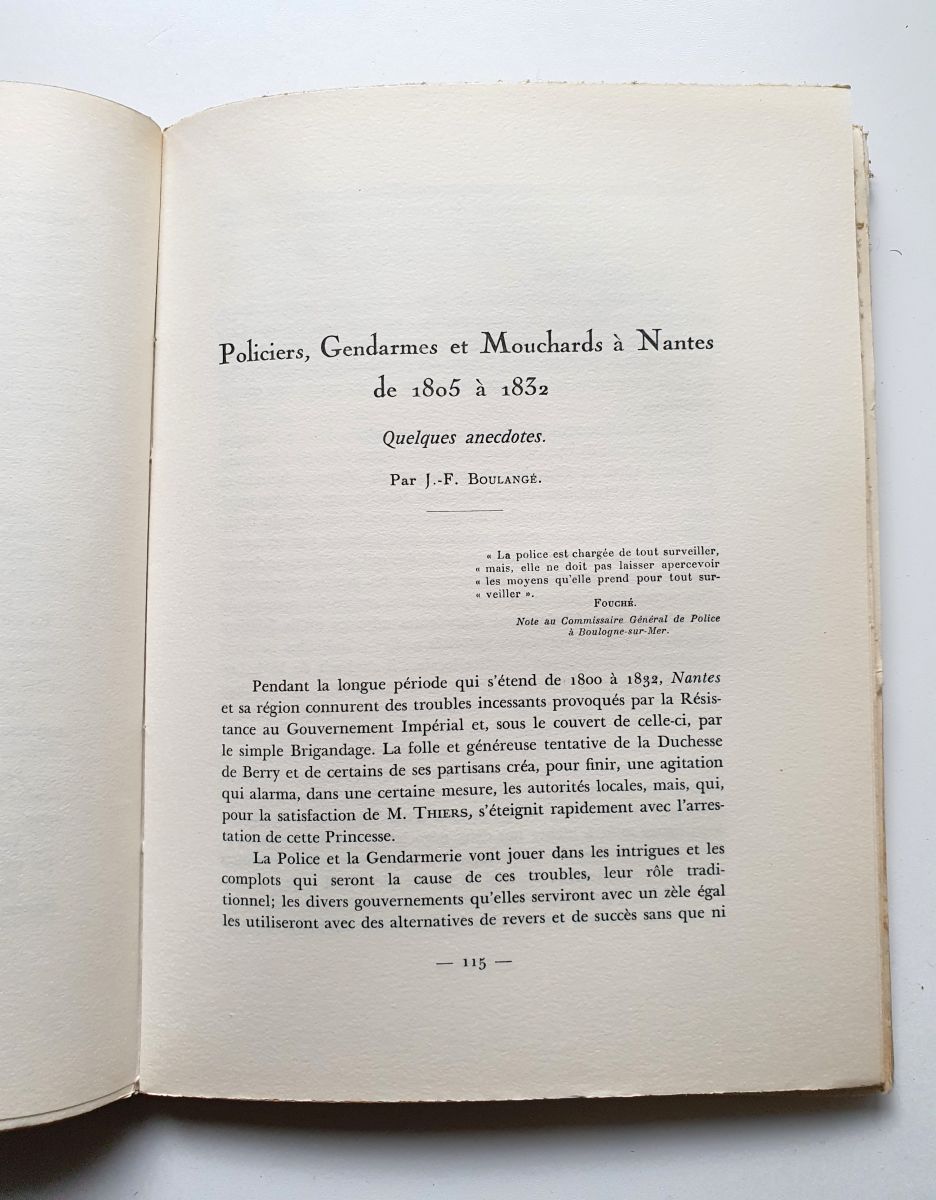 Policiers, Gendarmes et Mouchards à Nantes
de 1805 à 1832
Quelques anecdotes.
Par J.-F. BOULANGÉ.
« La police est chargée de tout surveiller,
« mais, elle ne doit pas laisser apercevoir
« les moyens qu'elle prend pour tout sur-
« veiller ».
FOUCHÉ.
Note au Commissaire Général de Police
à Boulogne-sur-Mer.
Pendant la longue période qui s'étend de 1800 à 1832, Nantes
et sa région connurent des troubles incessants provoqués par la Résis-
tance au Gouvernement Impérial et, sous le couvert de celle-ci, par
le simple Brigandage. La folle et généreuse tentative de la Duchesse
de Berry et de certains de ses partisans créa, pour finir, une agitation
qui alarma, dans une certaine mesure, les autorités locales, mais, qui,
pour la satisfaction de M. THIERS, s'éteignit rapidement avec l'arres-
tation de cette Princesse.
La Police et la Gendarmerie vont jouer dans les intrigues et les
complots qui seront la cause de ces troubles, leur rôle tradi-
tionnel; les divers gouvernements qu'elles serviront avec un zèle égal
les utiliseront avec des alternatives de revers et de succès sans que ni
— 115 —